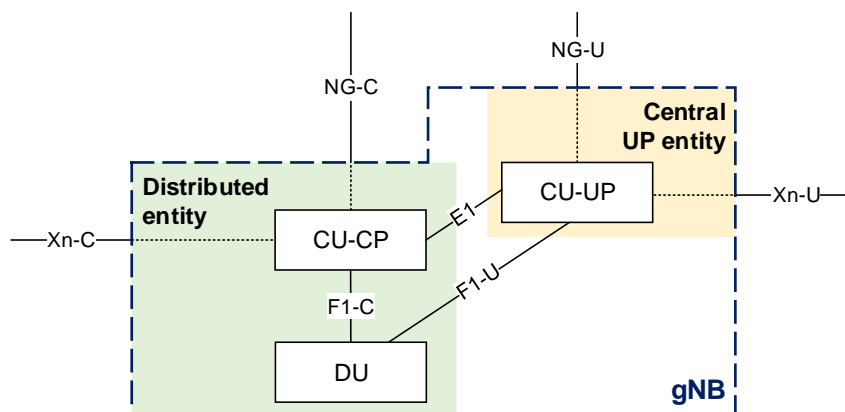 NG-U
NG-C
Central
UP entity
Distributed
entity
CU-UP
Xn-U
E1
Xn-C
CU-CP
F1-U
F1-C
DU
gNB